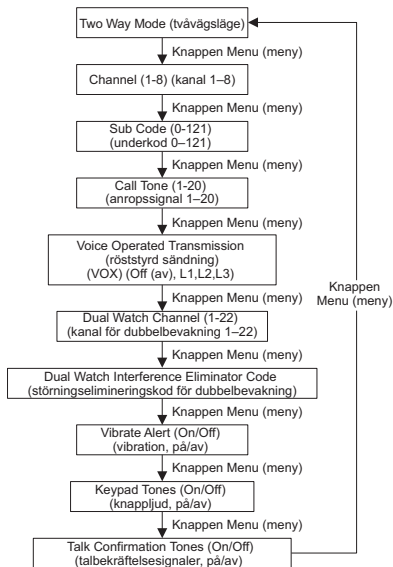 Two Way Mode (tvåvägsläge)
Knappen Menu (meny)
Channel (1-8) (kanal 1–8)
Knappen Menu (meny)
Sub Code (0-121)
(underkod 0–121)
Knappen Menu (meny)
Call Tone (1-20)
(anropssignal 1–20)
Knappen Menu (meny)
Voice Operated Transmission
(röststyrd sändning)
(VOX) (Off (av), L1,L2,L3)
Knappen Menu (meny)
Dual Watch Channel (1-22)
(kanal för dubbelbevakning 1–22)
Knappen Menu (meny)
Dual Watch Interference Eliminator Code
(störningselimineringskod för dubbelbevakning)
Knappen Menu (meny)
Vibrate Alert (On/Off)
(vibration, på/av)
Knappen Menu (meny)
Keypad Tones (On/Off)
(knappljud, på/av)
Knappen Menu (meny)
Talk Confirmation Tones (On/Off)
(talbekräftelsesignaler, på/av)
Knappen
Menu (meny)